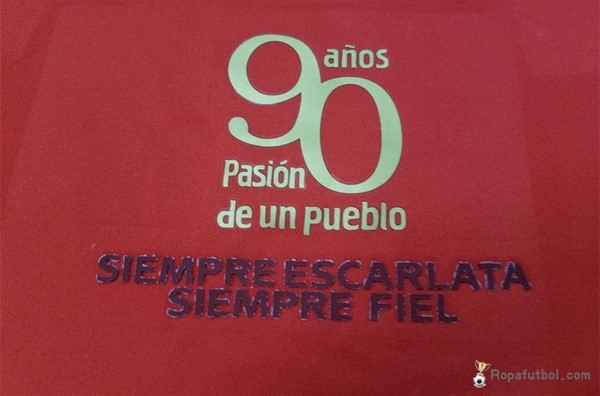 90 años
Pasión
de un pueblo
SIEMPRE ESCARLATA
SIEMPRE FIEL
Ropafutbol.com